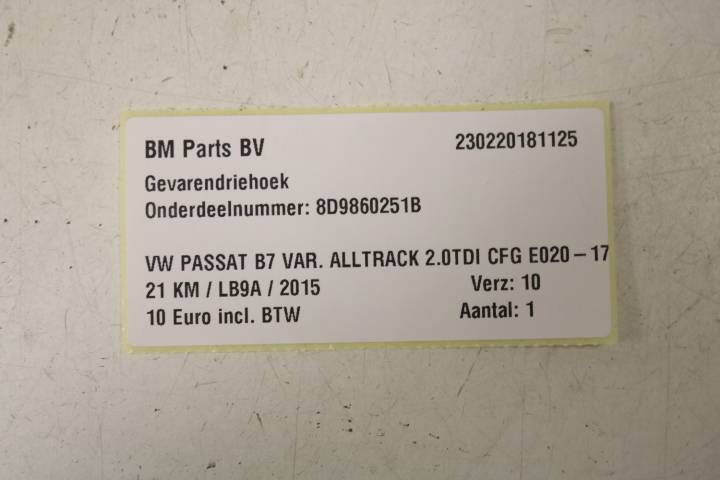 BM Parts BV 230220181125
Gevarendriehoek
Onderdeelnummer: 8D9860251B
VW PASSAT B7 VAR. ALLTRACK 2.0TDI CFG E020-17
21 KM / LB9A / 2015 Verz: 10
10 Euro incl. BTW Aantal: 1